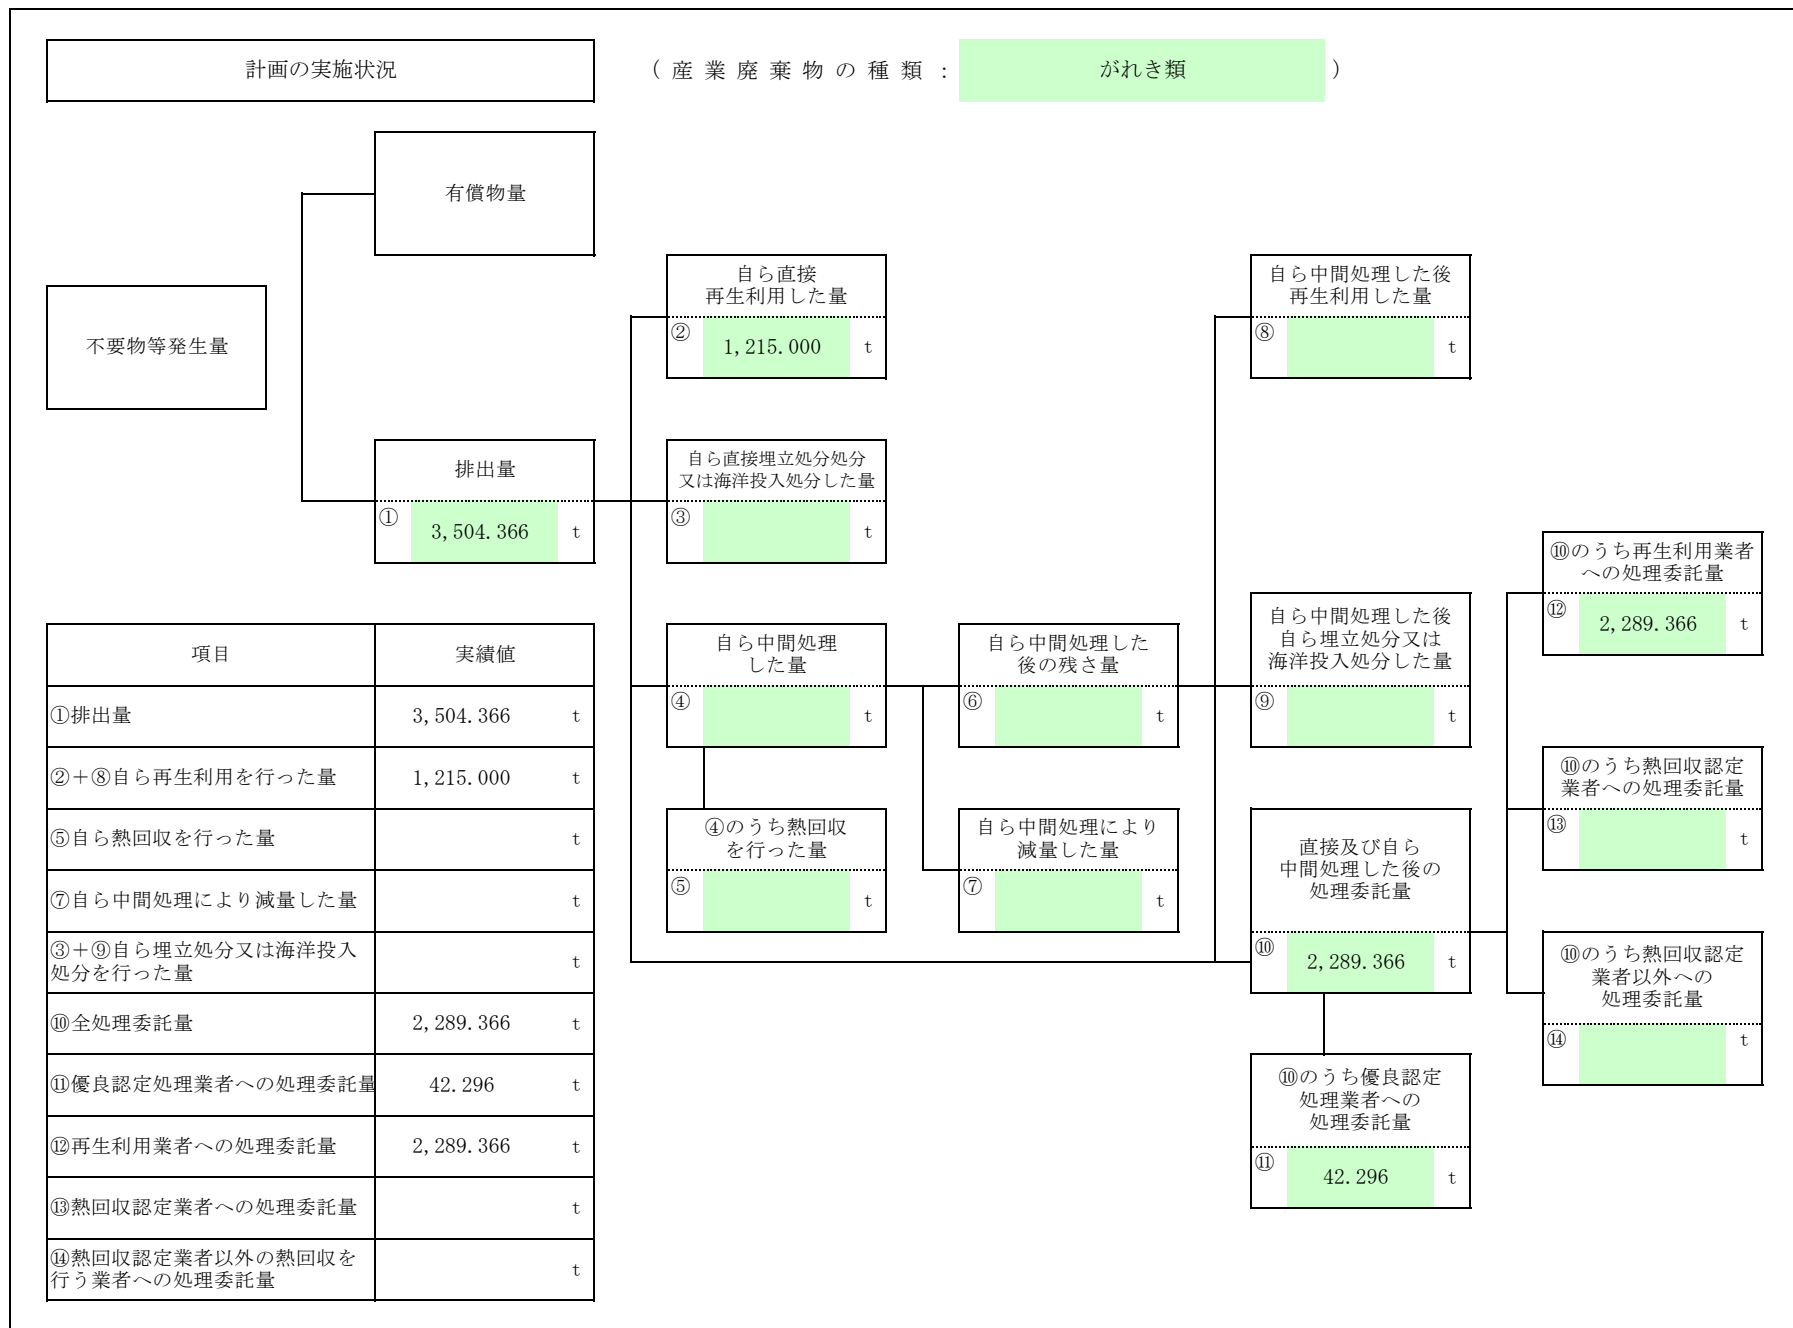 計画の実施状況
（産業廃棄物の種類：
がれき類
）
有償物量
不要物等発生量
排出量
①
3,504.366
t
自ら直接
再生利用した量
②
1,215.000
t
自ら直接埋立処分処分
又は海洋投入処分した量
③
t
自ら中間処理
した量
④
t
④のうち熱回収
を行った量
⑤
t
自ら中間処理した
後の残さ量
⑥
t
自ら中間処理により
減量した量
⑦
t
自ら中間処理した後
再生利用した量
⑧
t
自ら中間処理した後
自ら埋立処分又は
海洋投入処分した量
⑨
t
直接及び自ら
中間処理した後の
処理委託量
⑩
2,289.366
t
⑩のうち優良認定
処理業者への
処理委託量
⑪
42.296
t
⑩のうち再生利用業者
への処理委託量
⑫
2,289.366
t
⑩のうち熱回収認定
業者への処理委託量
⑬
t
⑩のうち熱回収認定
業者以外への
処理委託量
⑭
t
項目 実績値
①排出量 3,504.366 t
②＋⑧自ら再生利用を行った量 1,215.000 t
⑤自ら熱回収を行った量 t
⑦自ら中間処理により減量した量 t
③＋⑨自ら埋立処分又は海洋投入
処分を行った量 t
⑩全処理委託量 2,289.366 t
⑪優良認定処理業者への処理委託量 42.296 t
⑫再生利用業者への処理委託量 2,289.366 t
⑬熱回収認定業者への処理委託量 t
⑭熱回収認定業者以外の熱回収を
行う業者への処理委託量 t